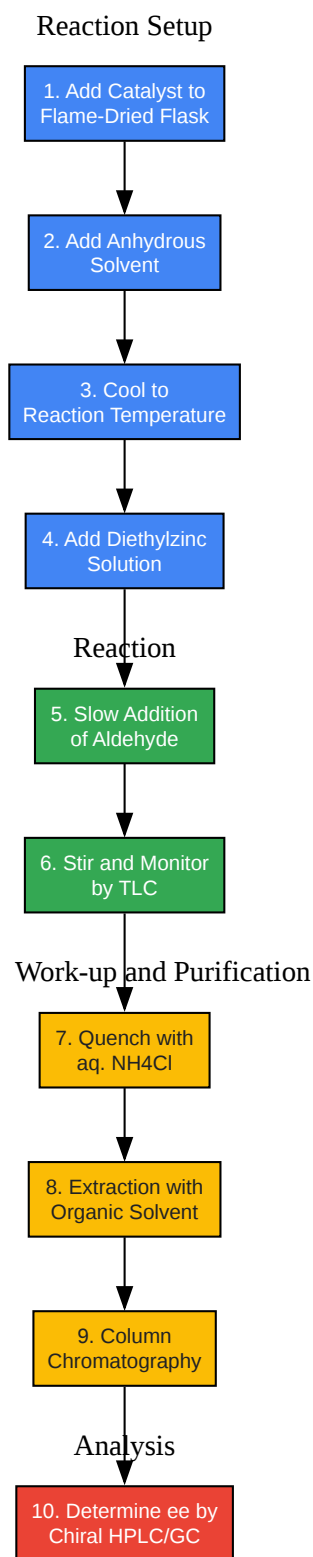 Reaction Setup
1. Add Catalyst to
Flame-Dried Flask
2. Add Anhydrous
Solvent
3. Cool to
Reaction Temperature
4. Add Diethylzinc
Solution
Reaction
5. Slow Addition
of Aldehyde
6. Stir and Monitor
by TLC
Work-up and Purification
7. Quench with
aq. NH4Cl
8. Extraction with
Organic Solvent
9. Column
Chromatography
Analysis
10. Determine ee by
Chiral HPLC/GC